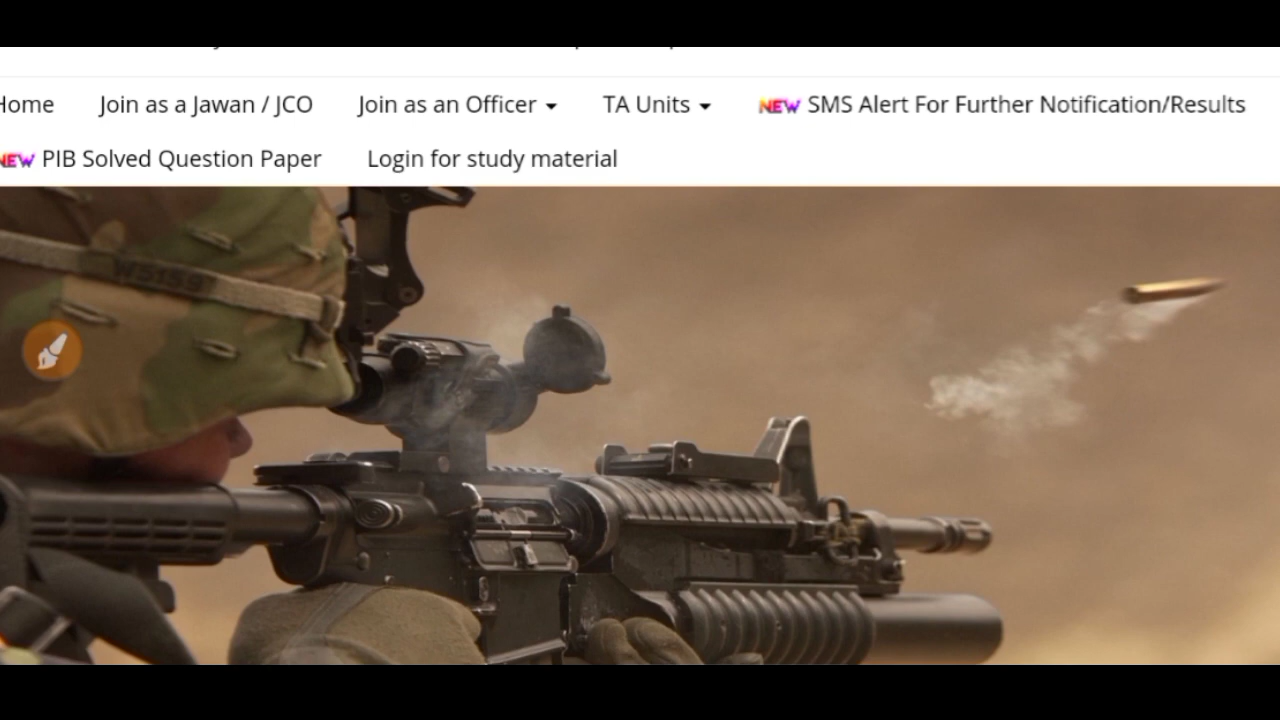 Home Join as a Jawan / JCO Join as an Officer TA Units NEW SMS Alert For Further Notification/Results
NEW PIB Solved Question Paper Login for study material